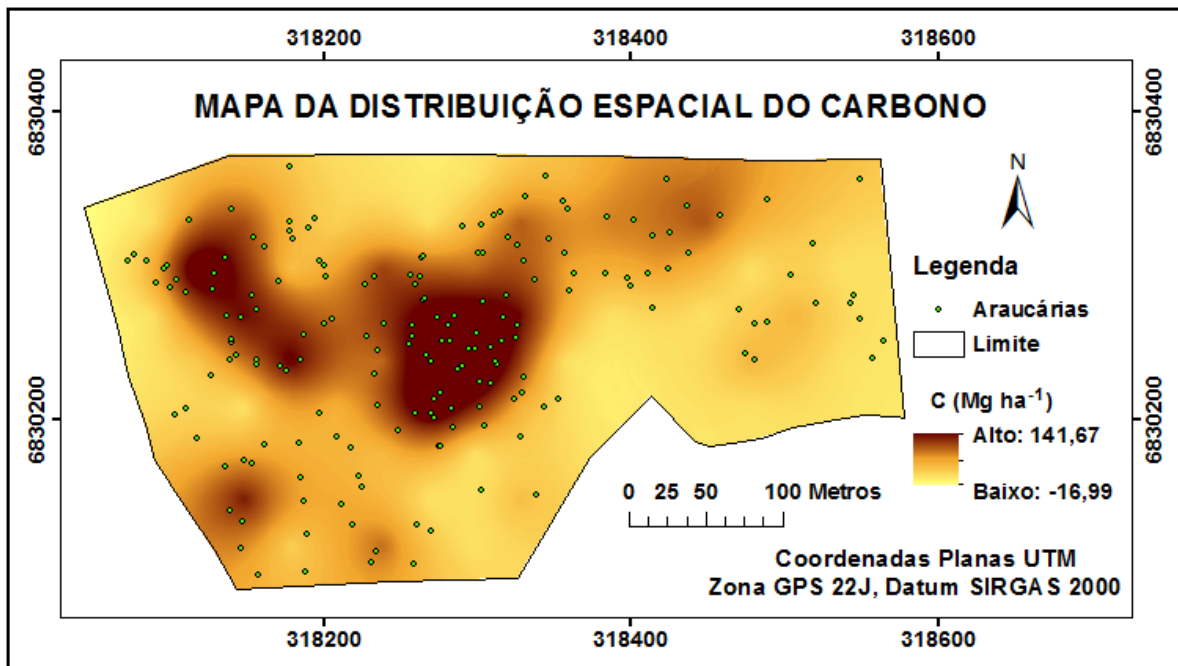 318200 318400 318600
6830400 6830400
MAPA DA DISTRIBUIÇÃO ESPACIAL DO CARBONO
N
Legenda
Araucárias
Limite
C (Mg ha⁻¹)
Alto: 141,67
Baixo: -16,99
6830200 6830200
0 25 50 100 Metros
Coordenadas Planas UTM
Zona GPS 22J, Datum SIRGAS 2000
318200 318400 318600